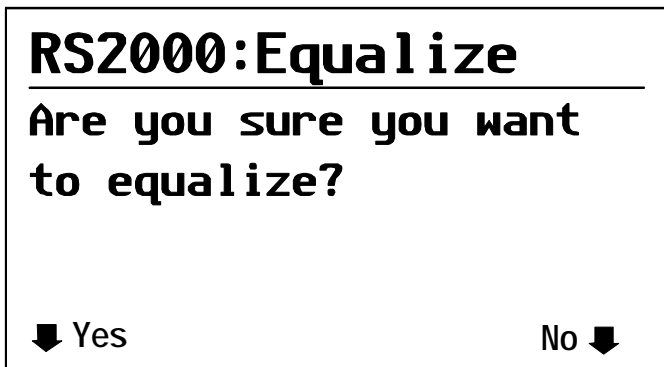 RS2000:Equalize
Are you sure you want
to equalize?
Yes No